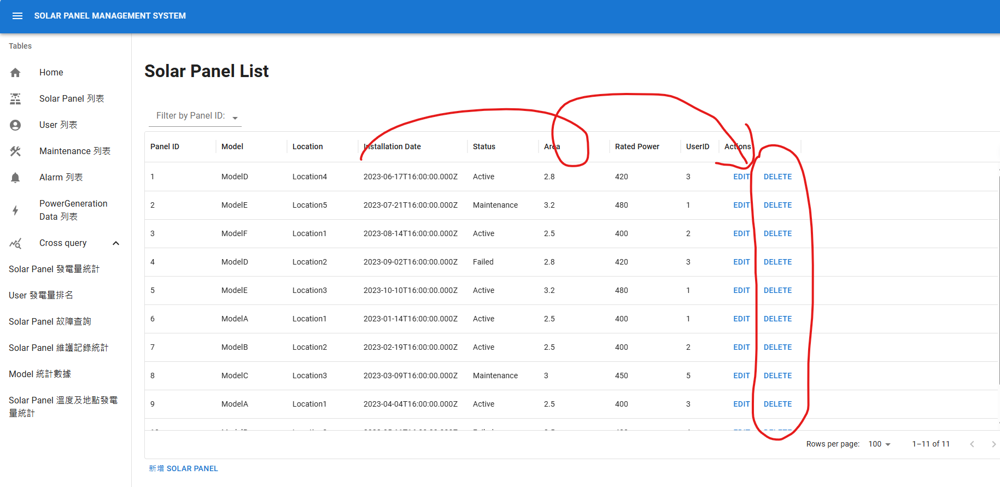 SOLAR PANEL MANAGEMENT SYSTEM
Tables
Home
Solar Panel 列表
User 列表
Maintenance 列表
Alarm 列表
PowerGeneration
Data 列表
Cross query
Solar Panel 發電量統計
User 發電量排名
Solar Panel 故障查詢
Solar Panel 維護記錄統計
Model 統計數據
Solar Panel 溫度及地點發電
量統計
Solar Panel List
Filter by Panel ID:
Panel ID Model Location Installation Date Status Area Rated Power UserID Actions
1 ModelD Location4 2023-06-17T16:00:00.000Z Active 2.8 420 3 EDIT DELETE
2 ModelE Location5 2023-07-21T16:00:00.000Z Maintenance 3.2 480 1 EDIT DELETE
3 ModelF Location1 2023-08-14T16:00:00.000Z Active 2.5 400 2 EDIT DELETE
4 ModelD Location2 2023-09-02T16:00:00.000Z Failed 2.8 420 3 EDIT DELETE
5 ModelE Location3 2023-10-10T16:00:00.000Z Active 3.2 480 1 EDIT DELETE
6 ModelA Location1 2023-01-14T16:00:00.000Z Active 2.5 400 1 EDIT DELETE
7 ModelB Location2 2023-02-19T16:00:00.000Z Active 2.5 400 2 EDIT DELETE
8 ModelC Location3 2023-03-09T16:00:00.000Z Maintenance 3 450 5 EDIT DELETE
9 ModelA Location1 2023-04-04T16:00:00.000Z Active 2.5 400 3 EDIT DELETE
Rows per page: 100 1–11 of 11
新增 SOLAR PANEL